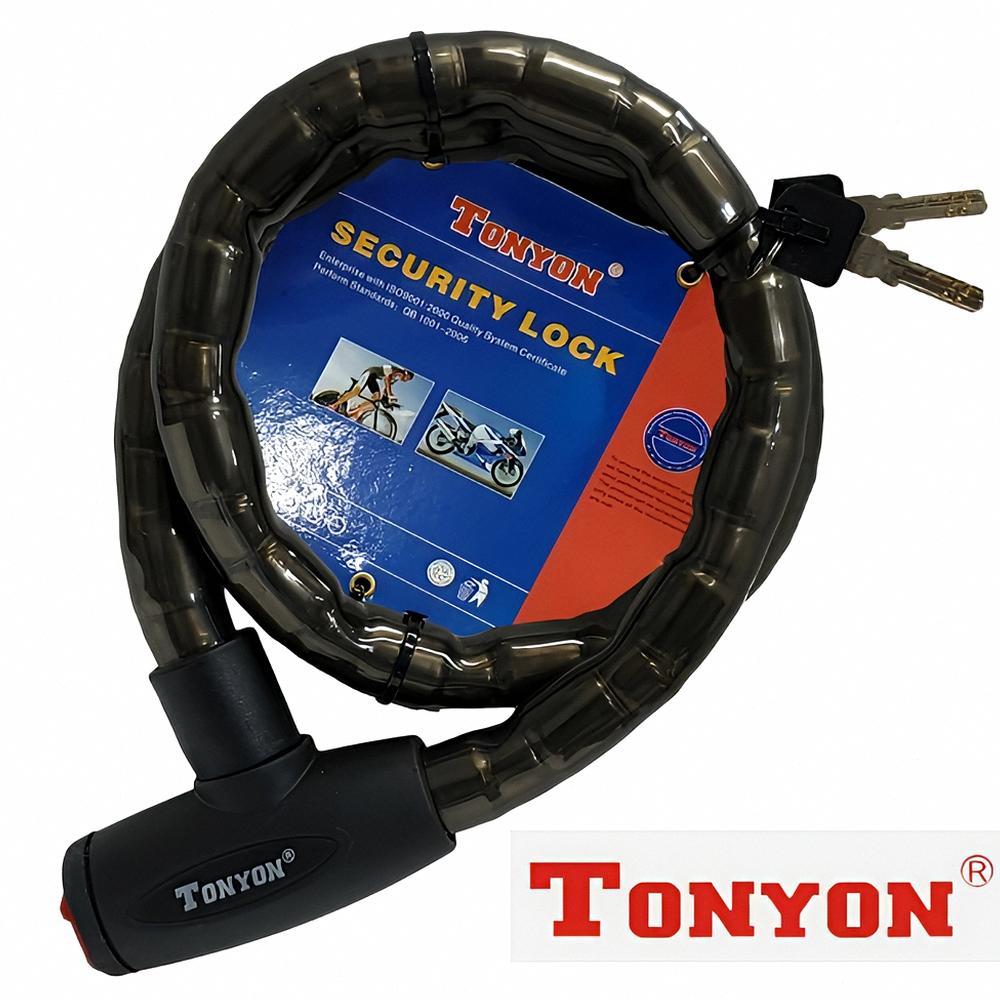 TONYON®
SECURITY LOCK
Enterprise with ISO9001:2000 Quality System Certificate
Perform Standards: QB 1001-2006
TONYON
TONYON®
TONYON®